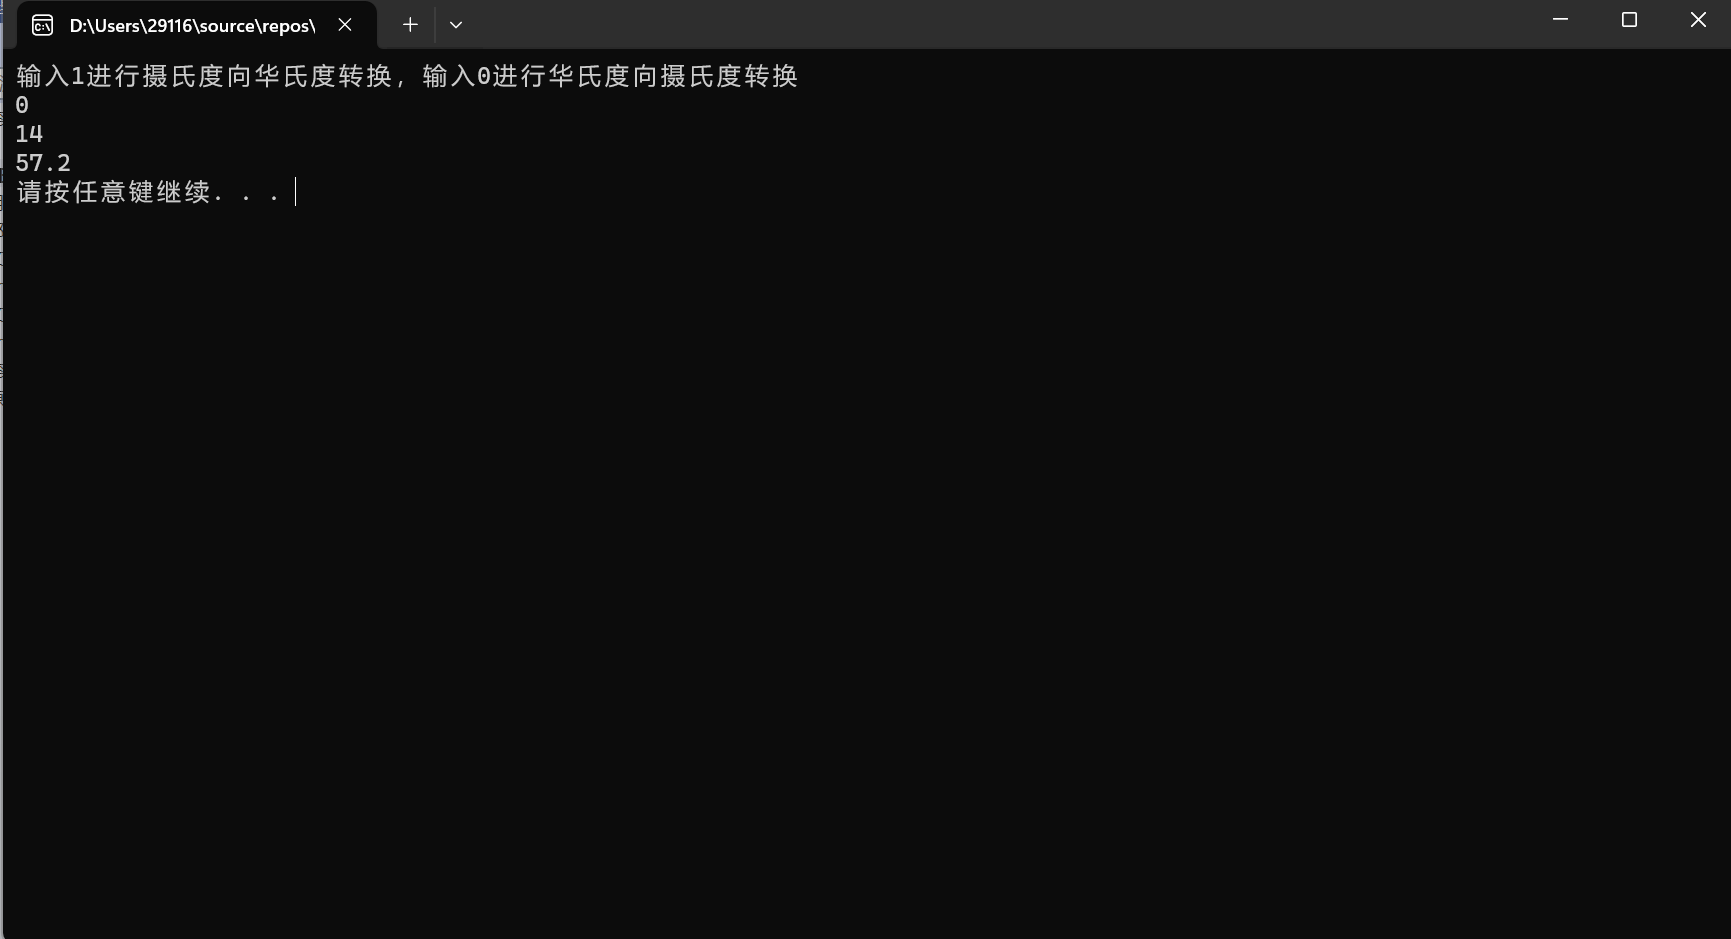 D:\Users\29116\source\repos\
输入1进行摄氏度向华氏度转换, 输入0进行华氏度向摄氏度转换
0
14
57.2
请按任意键继续. . .